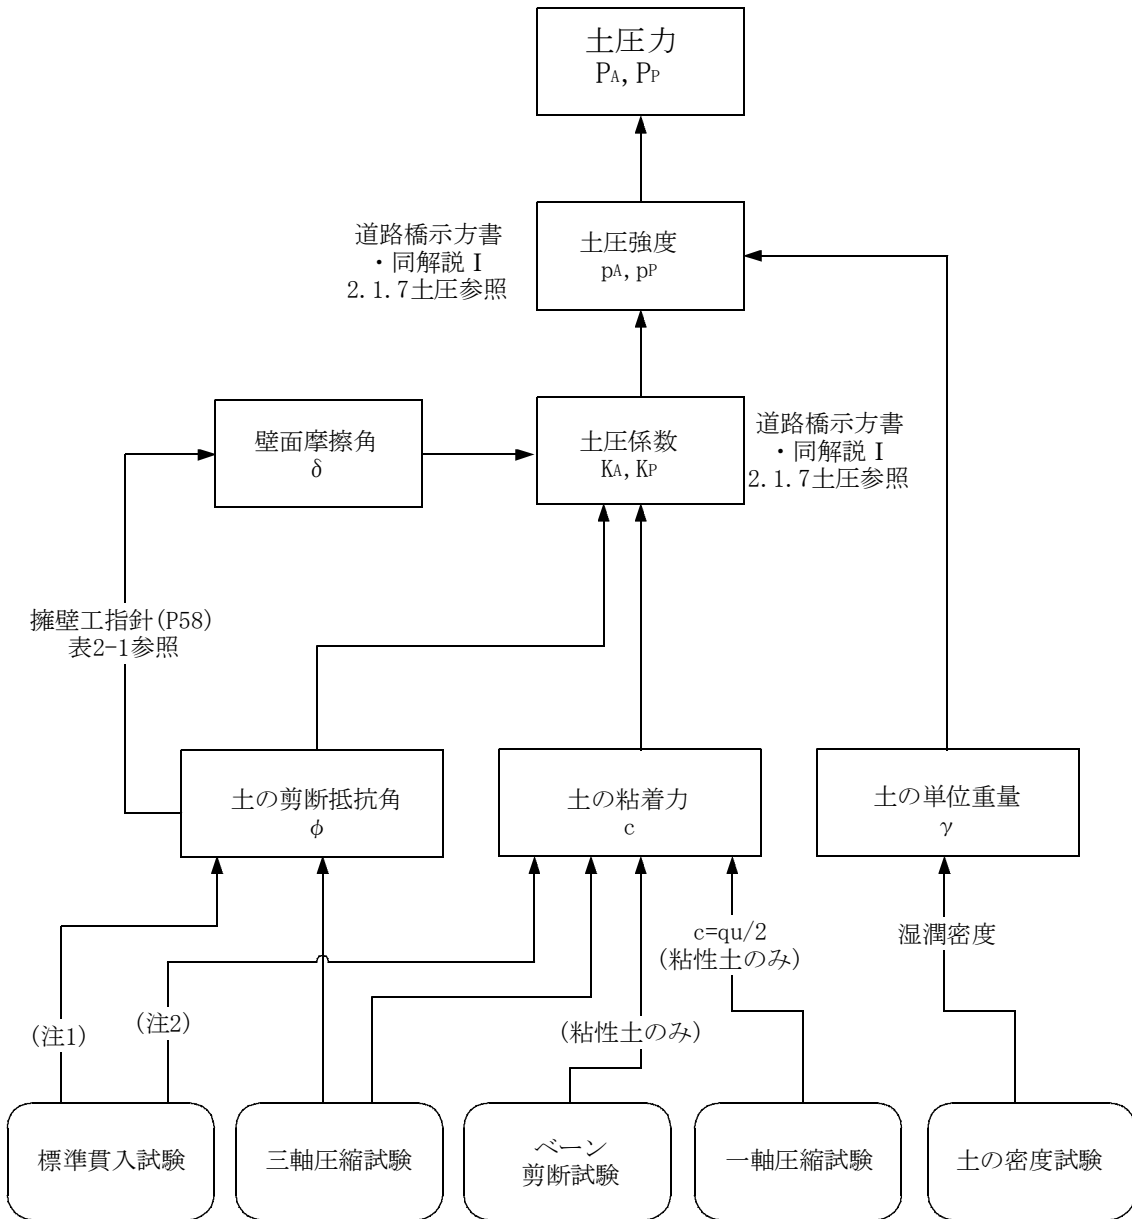 土圧力
PA, PP
道路橋示方書
・同解説Ⅰ
2.1.7土圧参照
土圧強度
pA, pP
壁面摩擦角
δ
土圧係数
KA, KP
道路橋示方書
・同解説Ⅰ
2.1.7土圧参照
擁壁工指針(P58)
表2-1参照
土の剪断抵抗角
φ
土の粘着力
c
土の単位重量
γ
c=qu/2
(粘性土のみ)
湿潤密度
(注1)
(注2)
(粘性土のみ)
標準貫入試験
三軸圧縮試験
ベーン
剪断試験
一軸圧縮試験
土の密度試験